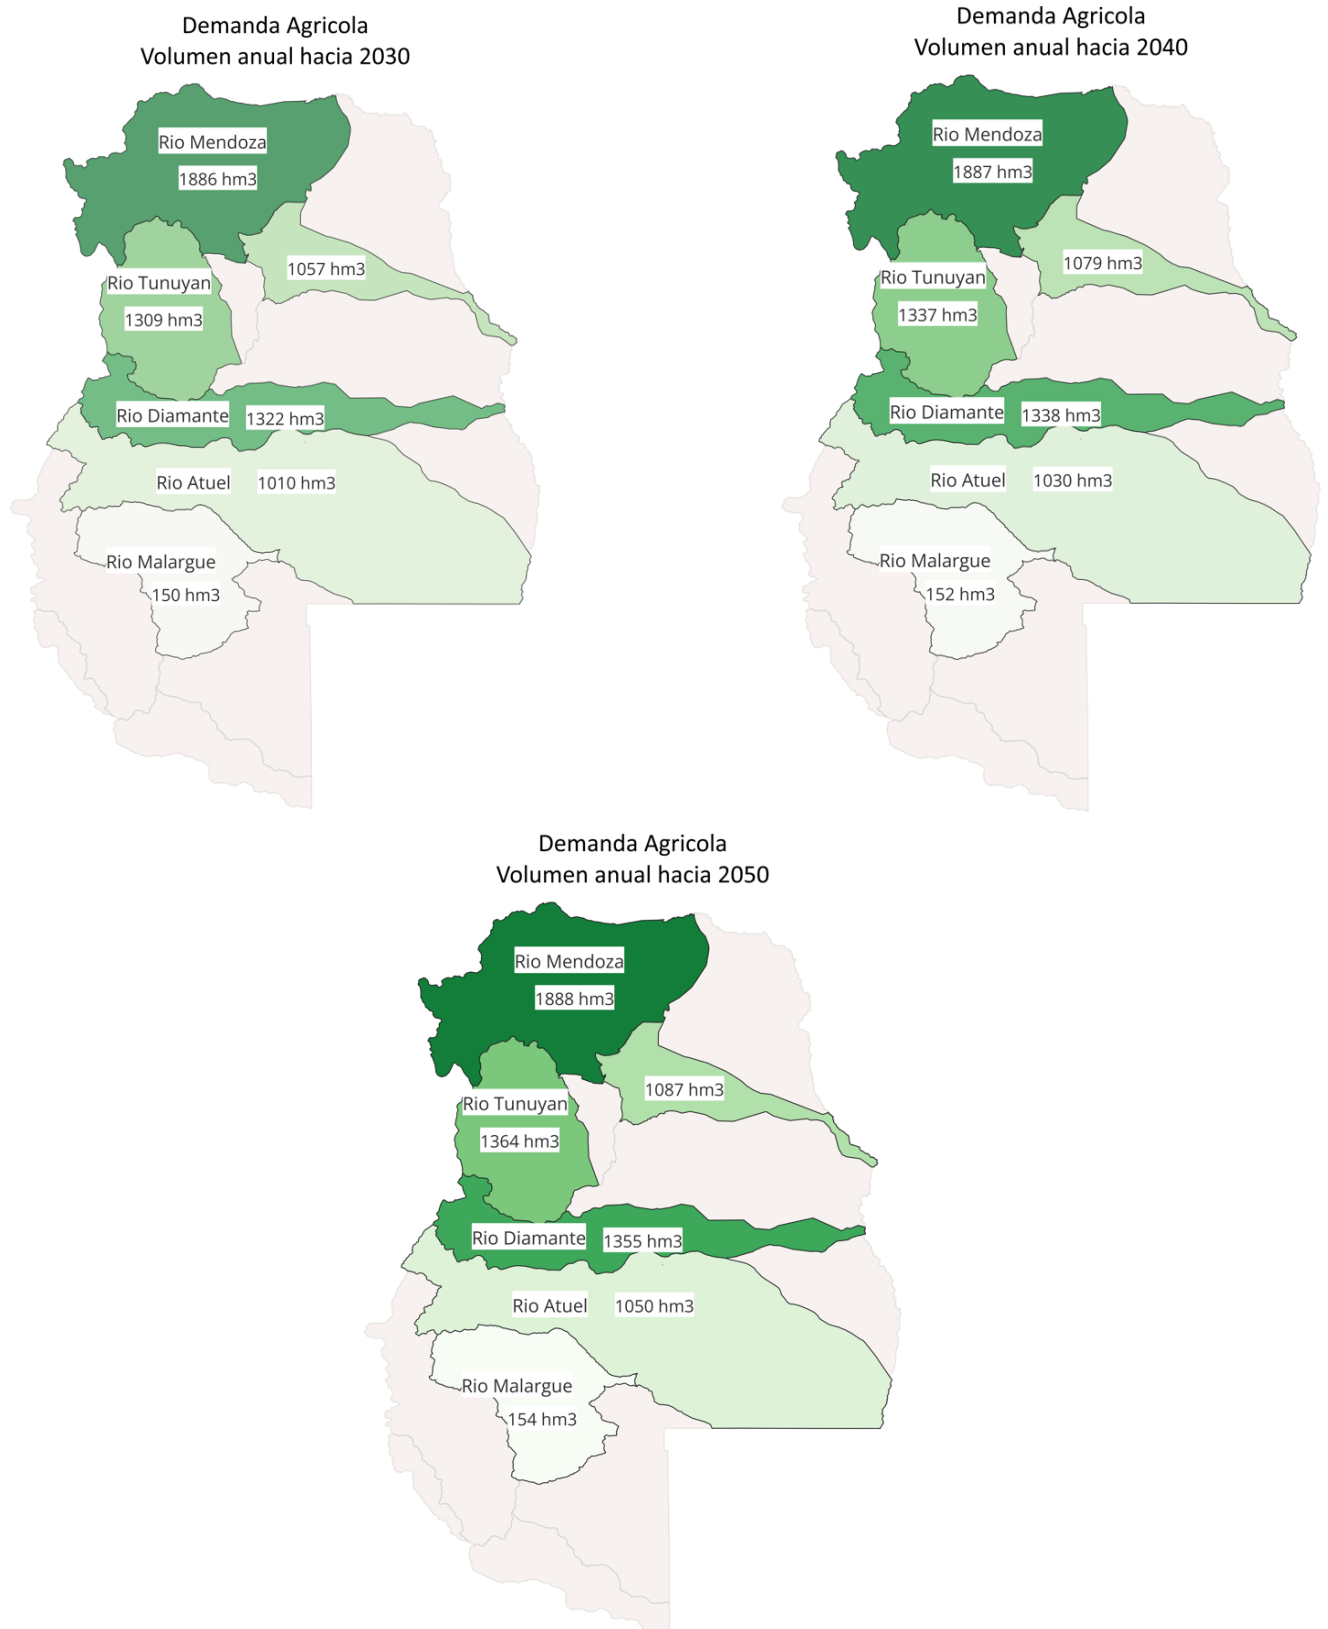 Demanda Agricola
Volumen anual hacia 2030
Rio Mendoza
1886 hm3
1057 hm3
Rio Tunuyan
1309 hm3
Rio Diamante
1322 hm3
Rio Atuel
1010 hm3
Rio Malargue
150 hm3
Demanda Agricola
Volumen anual hacia 2040
Rio Mendoza
1887 hm3
1079 hm3
Rio Tunuyan
1337 hm3
Rio Diamante
1338 hm3
Rio Atuel
1030 hm3
Rio Malargue
152 hm3
Demanda Agricola
Volumen anual hacia 2050
Rio Mendoza
1888 hm3
1087 hm3
Rio Tunuyan
1364 hm3
Rio Diamante
1355 hm3
Rio Atuel
1050 hm3
Rio Malargue
154 hm3